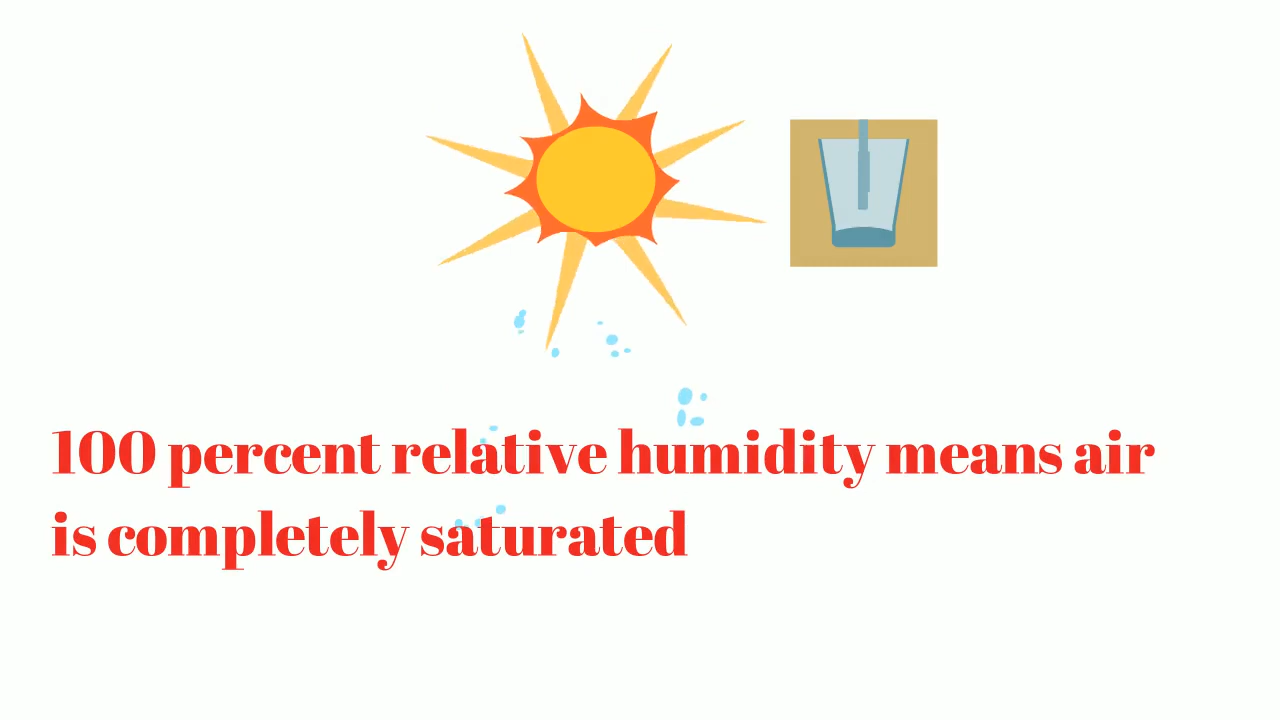 100 percent relative humidity means air
is completely saturated